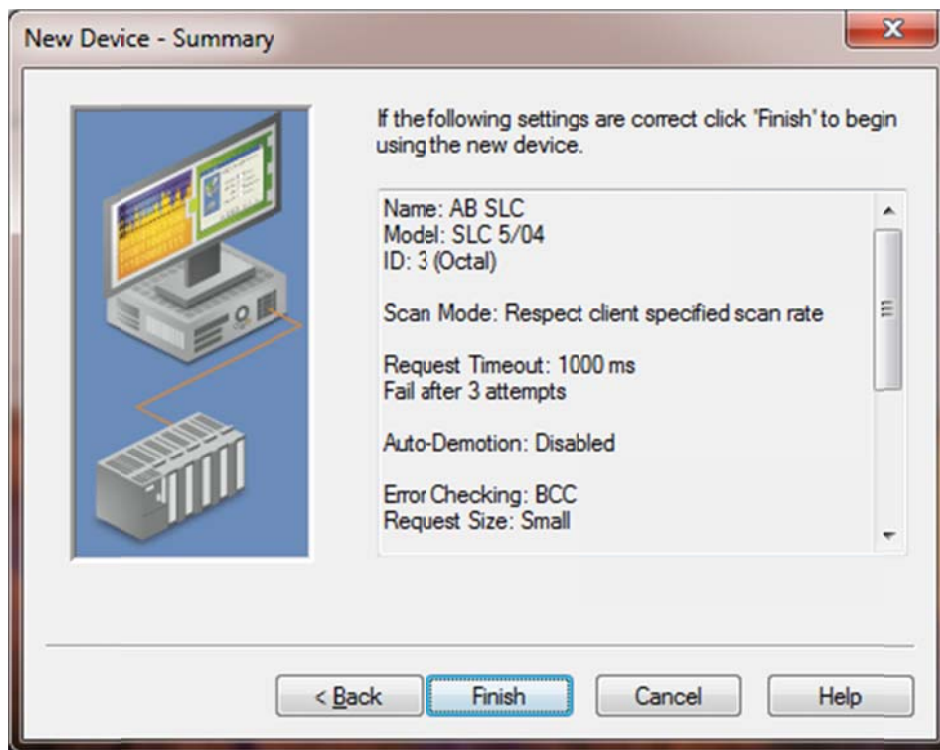 New Device - Summary
If the following settings are correct click "Finish" to begin
using the new device.
Name: AB SLC
Model: SLC 5/04
ID: 3 (Octal)
Scan Mode: Respect client specified scan rate
Request Timeout: 1000 ms
Fail after 3 attempts
Auto-Demotion: Disabled
Error Checking: BCC
Request Size: Small
< Back
Finish
Cancel
Help